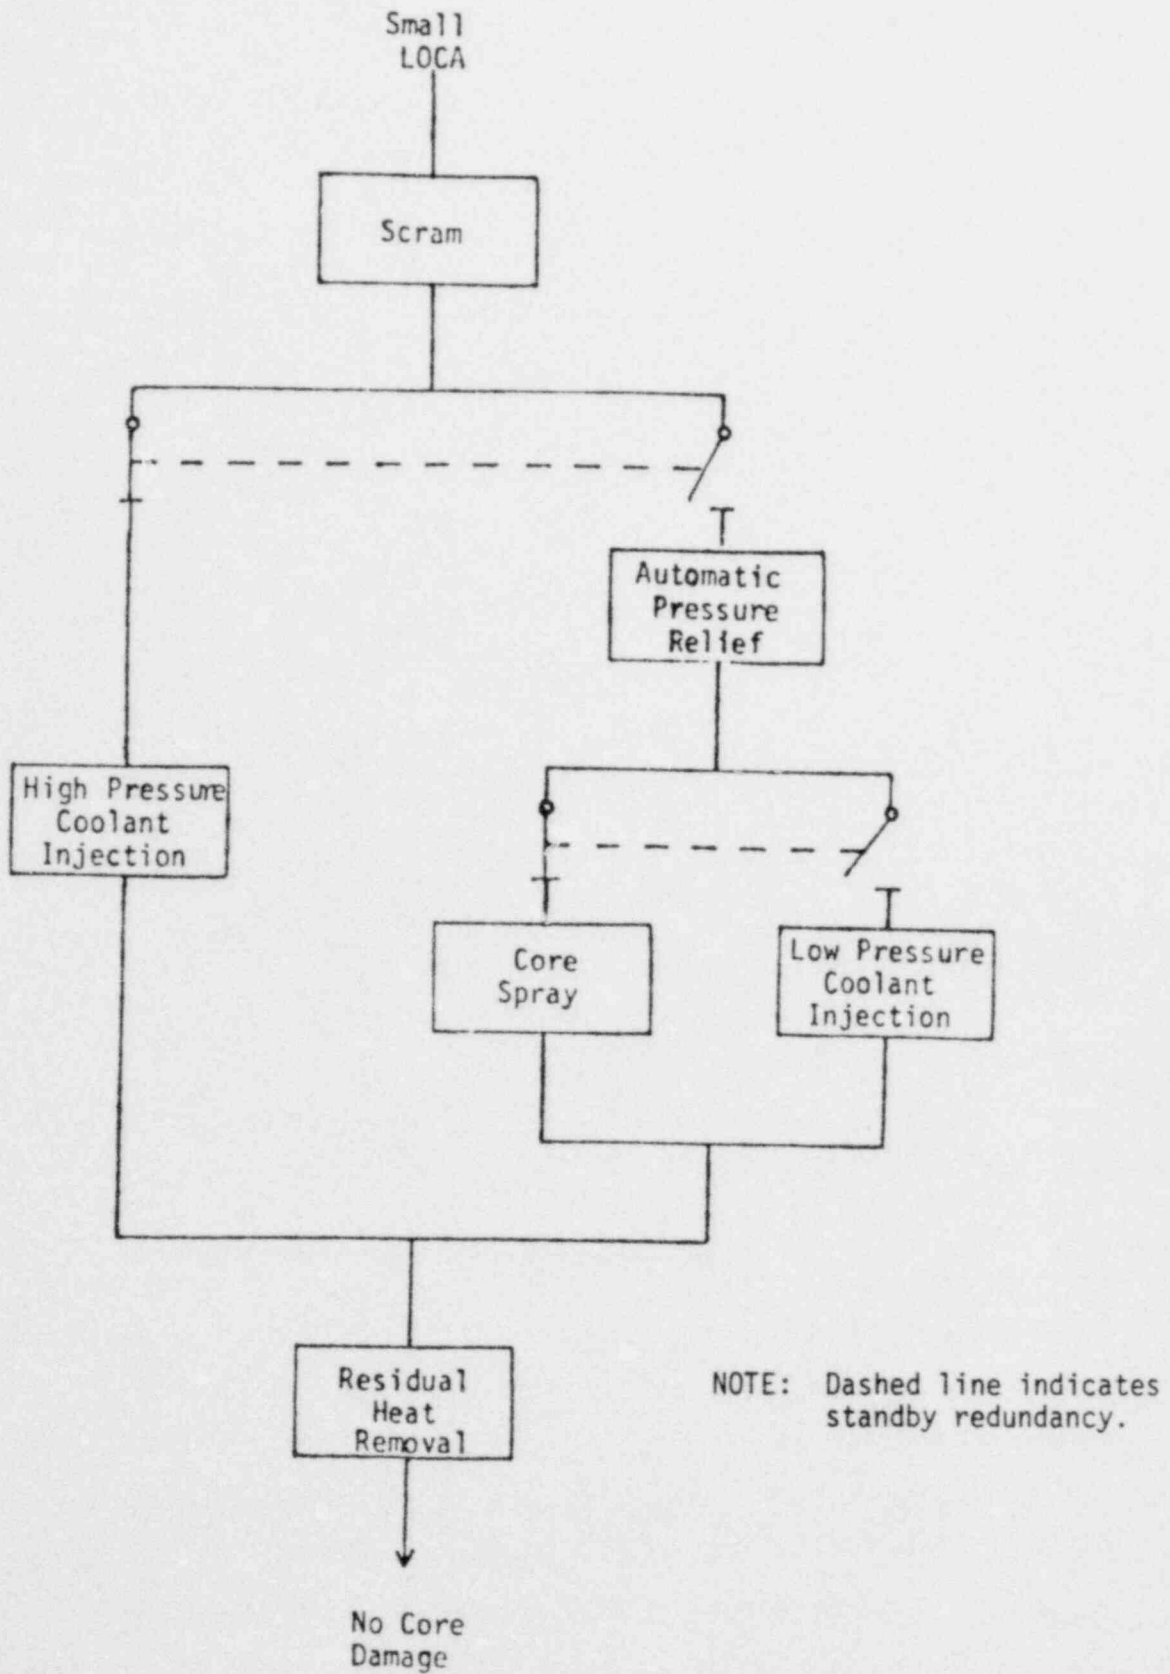 Small
LOCA
Scram
Automatic
Pressure
Relief
High Pressure
Coolant
Injection
Core
Spray
Low Pressure
Coolant
Injection
Residual
Heat
Removal
NOTE: Dashed line indicates
standby redundancy.
No Core
Damage